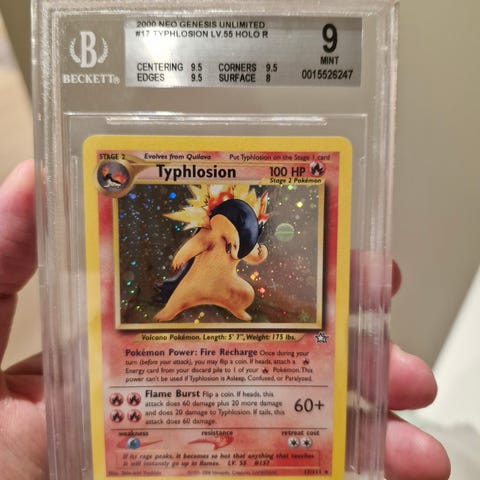 2000 NEO GENESIS UNLIMITED
#17 TYPHLOSION LV.55 HOLO R
9
MINT
0015526247
B
BECKETT®
CENTERING 9.5 CORNERS 9.5
EDGES 9.5 SURFACE 8
STAGE 2 Evolves from Quilava Put Typhlosion on the Stage 1 card
Typhlosion 100 HP
Stage 2 Pokémon
Volcano Pokémon. Length: 5' 7", Weight: 175 lbs.
Pokémon Power: Fire Recharge Once during your
turn (before your attack), you may flip a coin. If heads, attach a
Energy card from your discard pile to 1 of your Pokémon. This
power can't be used if Typhlosion is Asleep, Confused, or Paralyzed.
Flame Burst Flip a coin. If heads, this
attack does 60 damage plus 20 more damage
and does 20 damage to Typhlosion. If tails, this
attack does 60 damage.
60+
weakness resistance retreat cost
If its rage peaks, it becomes so hot that anything that touches
it will instantly go up in flames. LV. 55 #157
17/111